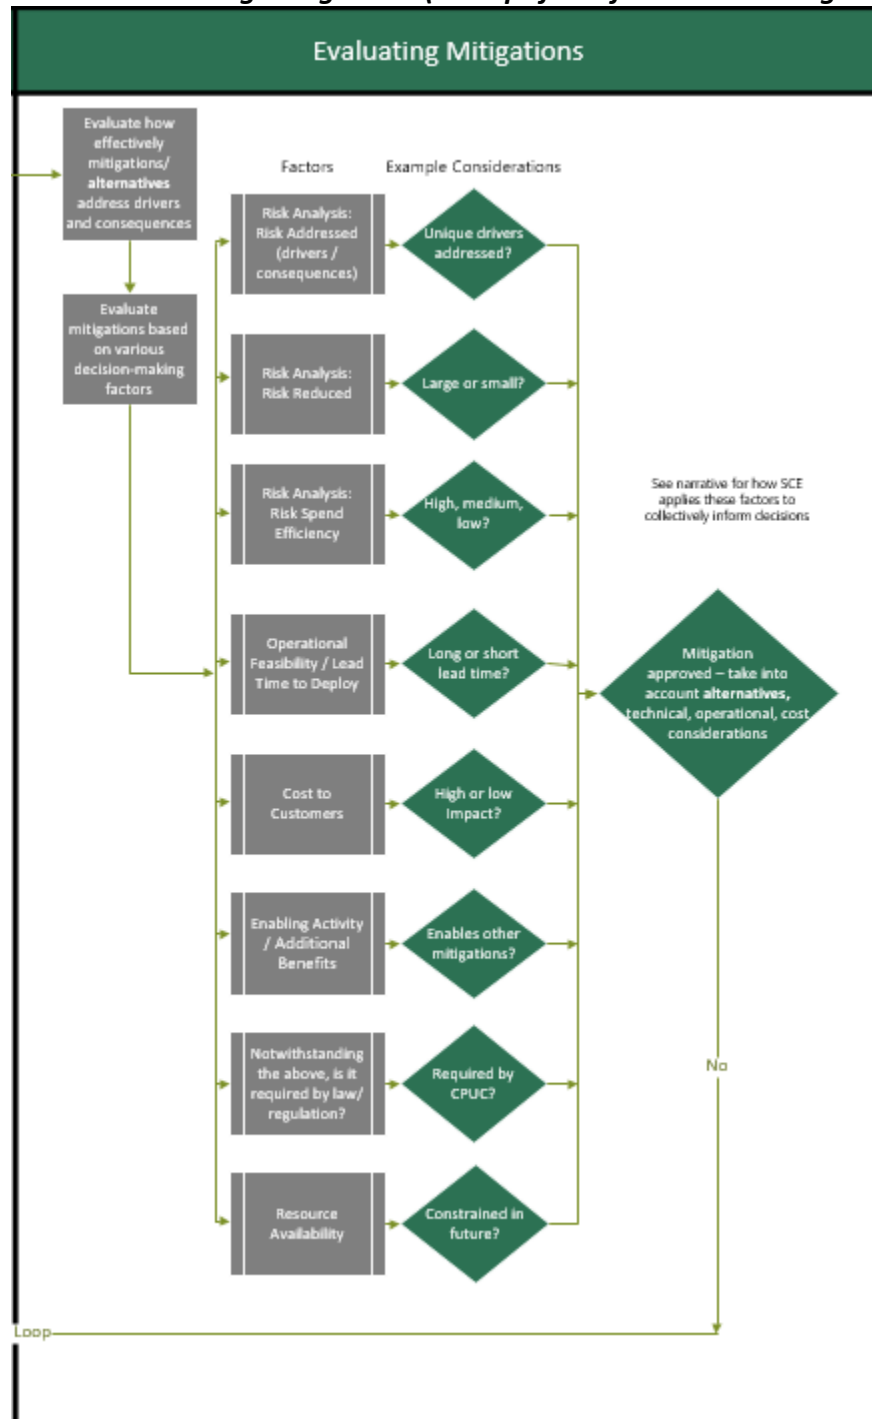 Evaluating Mitigations
Evaluate how
effectively
mitigations/
alternatives
address drivers
and consequences
Evaluate
mitigations based
on various
decision-making
factors
Factors
Example Considerations
Risk Analysis:
Risk Addressed
(drivers /
consequences)
Unique drivers
addressed?
Risk Analysis:
Risk Reduced
Large or small?
Risk Analysis:
Risk Spend
Efficiency
High, medium,
low?
Operational
Feasibility / Lead
Time to Deploy
Long or short
lead time?
Cost to
Customers
High or low
Impact?
Enabling Activity
/ Additional
Benefits
Enables other
mitigations?
Notwithstanding
the above, is it
required by law/
regulation?
Required by
CPUC?
Resource
Availability
Constrained in
future?
See narrative for how SCE
applies these factors to
collectively inform decisions
Mitigation
approved – take into
account alternatives,
technical, operational, cost
considerations
No
Loop